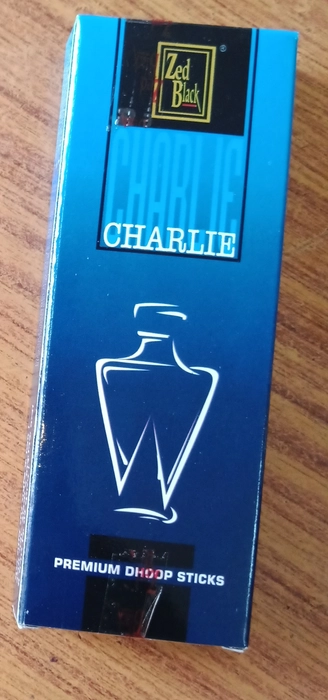 Zed
Black
®
CHARLIE
CHARLIE
PREMIUM DHOOP STICKS